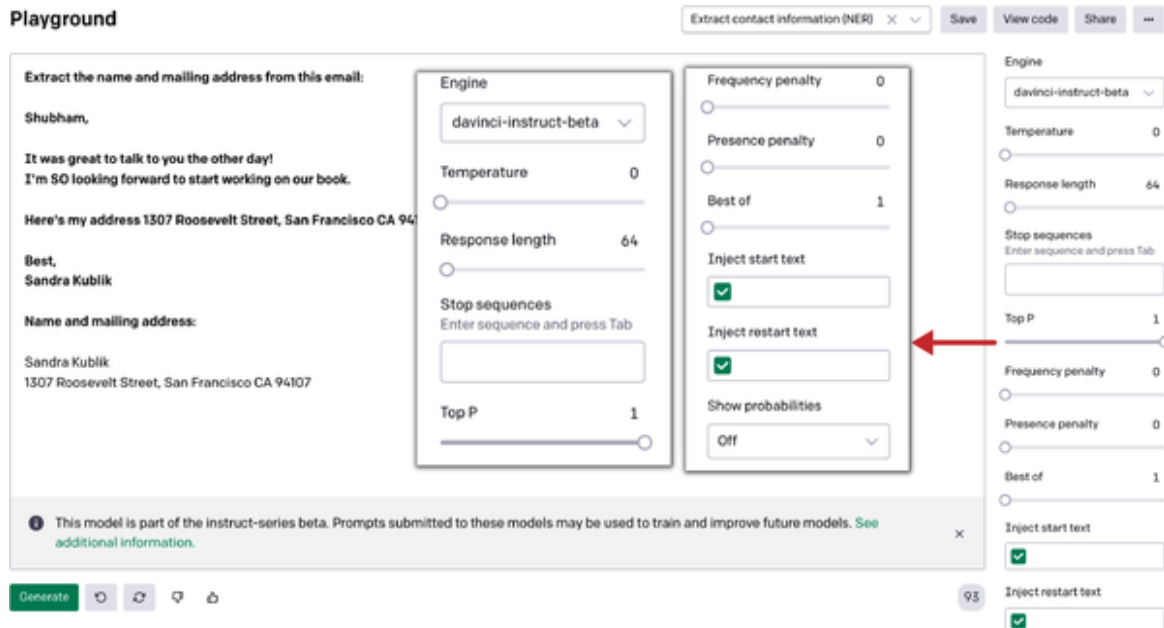 Playground
Extract contact information (NER)
Save
View code
Share
Extract the name and mailing address from this email:
Shubham,
It was great to talk to you the other day!
I'm SO looking forward to start working on our book.
Here's my address 1307 Roosevelt Street, San Francisco CA 941
Best,
Sandra Kublik
Name and mailing address:
Sandra Kublik
1307 Roosevelt Street, San Francisco CA 94107
Engine
davinci-instruct-beta
Temperature 0
Response length 64
Stop sequences
Enter sequence and press Tab
Top P 1
Frequency penalty 0
Presence penalty 0
Best of 1
Inject start text
Inject restart text
Show probabilities
Off
Engine
davinci-instruct-beta
Temperature 0
Response length 64
Stop sequences
Enter sequence and press Tab
Top P 1
Frequency penalty 0
Presence penalty 0
Best of 1
Inject start text
Inject restart text
This model is part of the instruct-series beta. Prompts submitted to these models may be used to train and improve future models. See
additional information.
Generate
93